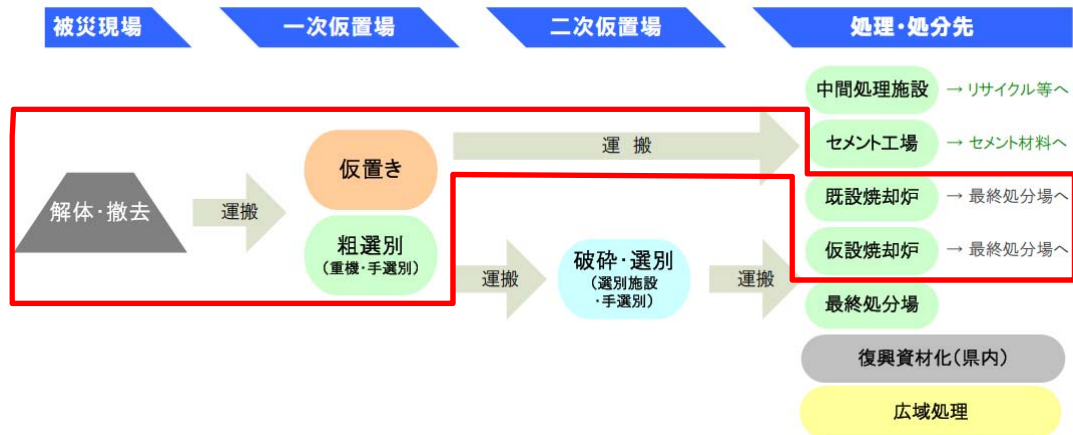 被災現場
一次仮置場
二次仮置場
処理・処分先
中間処理施設
→ リサイクル等へ
仮置き
運 搬
セメント工場
→ セメント材料へ
解体・撤去
運搬
既設焼却炉
→ 最終処分場へ
粗選別
(重機・手選別)
仮設焼却炉
→ 最終処分場へ
運搬
破砕・選別
(選別施設
・手選別)
運搬
最終処分場
復興資材化(県内)
広域処理